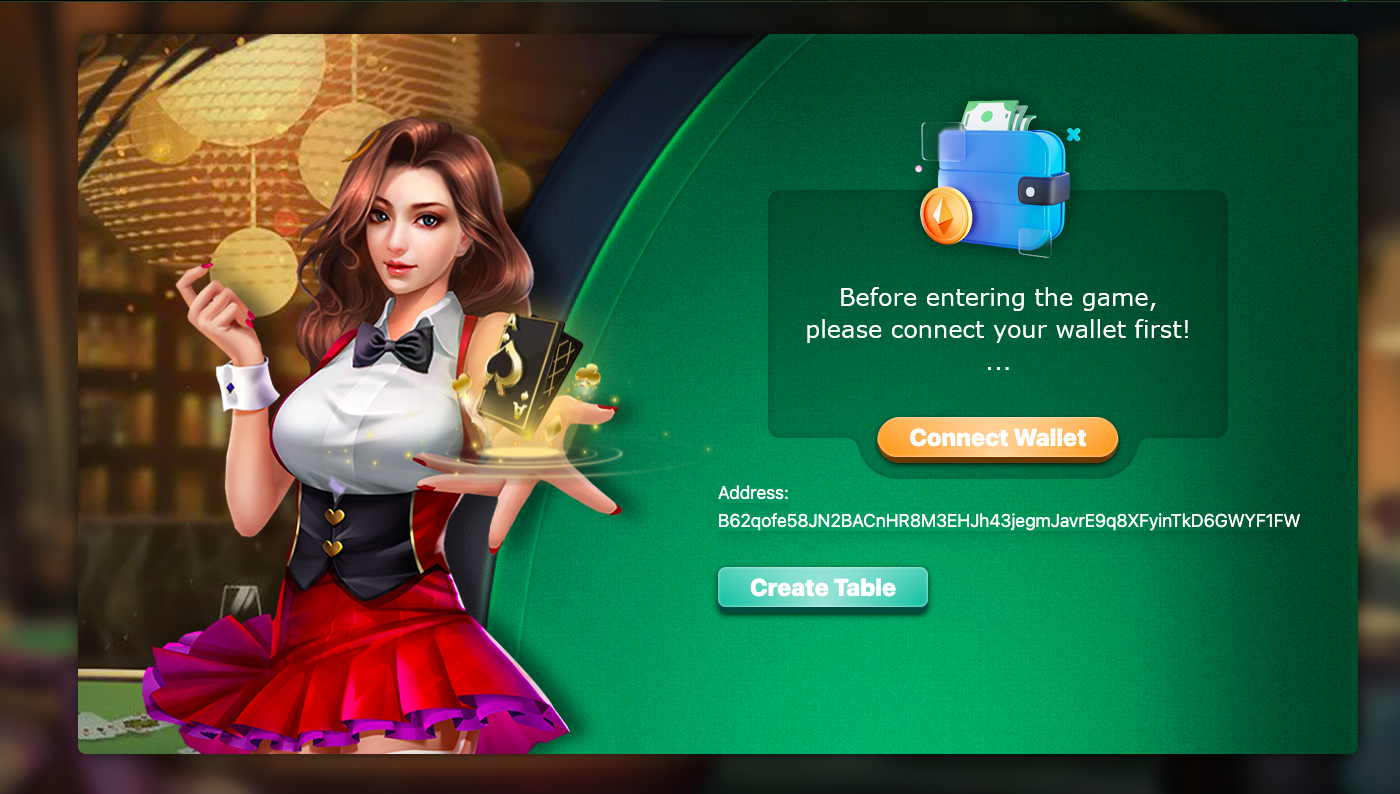 Before entering the game,
please connect your wallet first!
...
Connect Wallet
Address:
B62qofe58JN2BACnHR8M3EHJh43jegmJavrE9q8XFyinTkD6GWYF1FW
Create Table